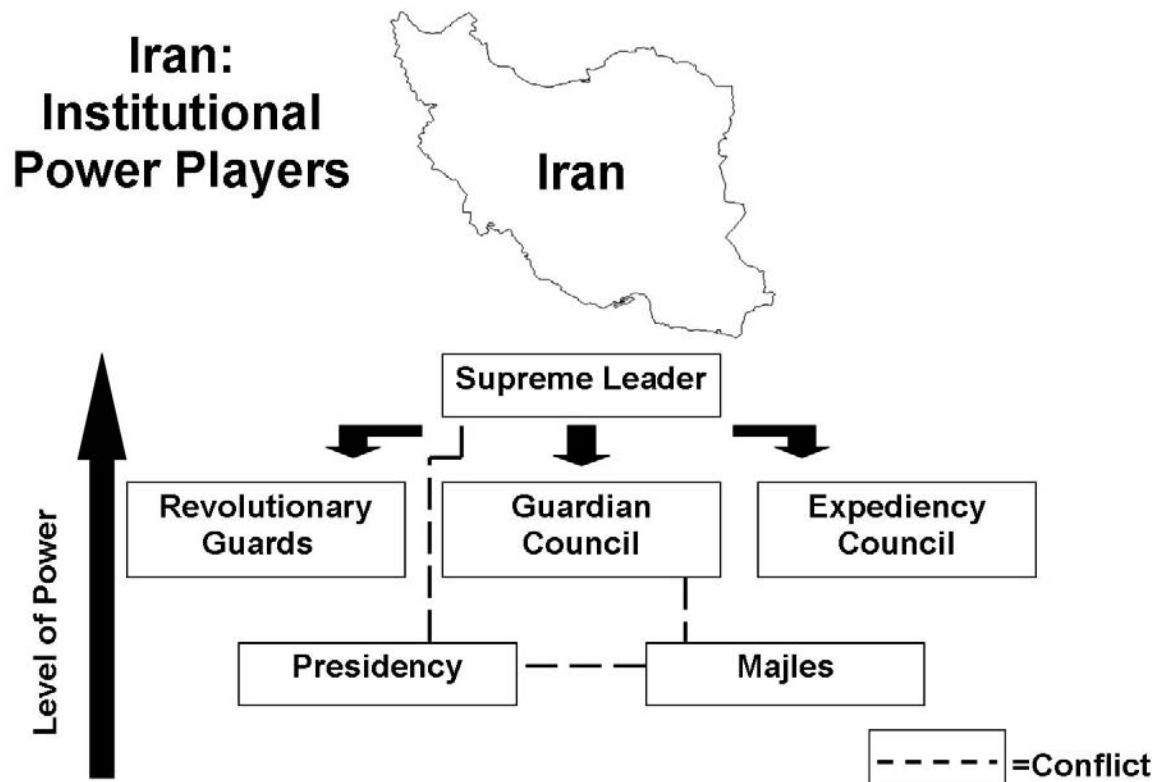 Iran:
Institutional
Power Players
Iran
Supreme Leader
Revolutionary
Guards
Guardian
Council
Expediency
Council
Level of Power
Presidency
Majles
=Conflict